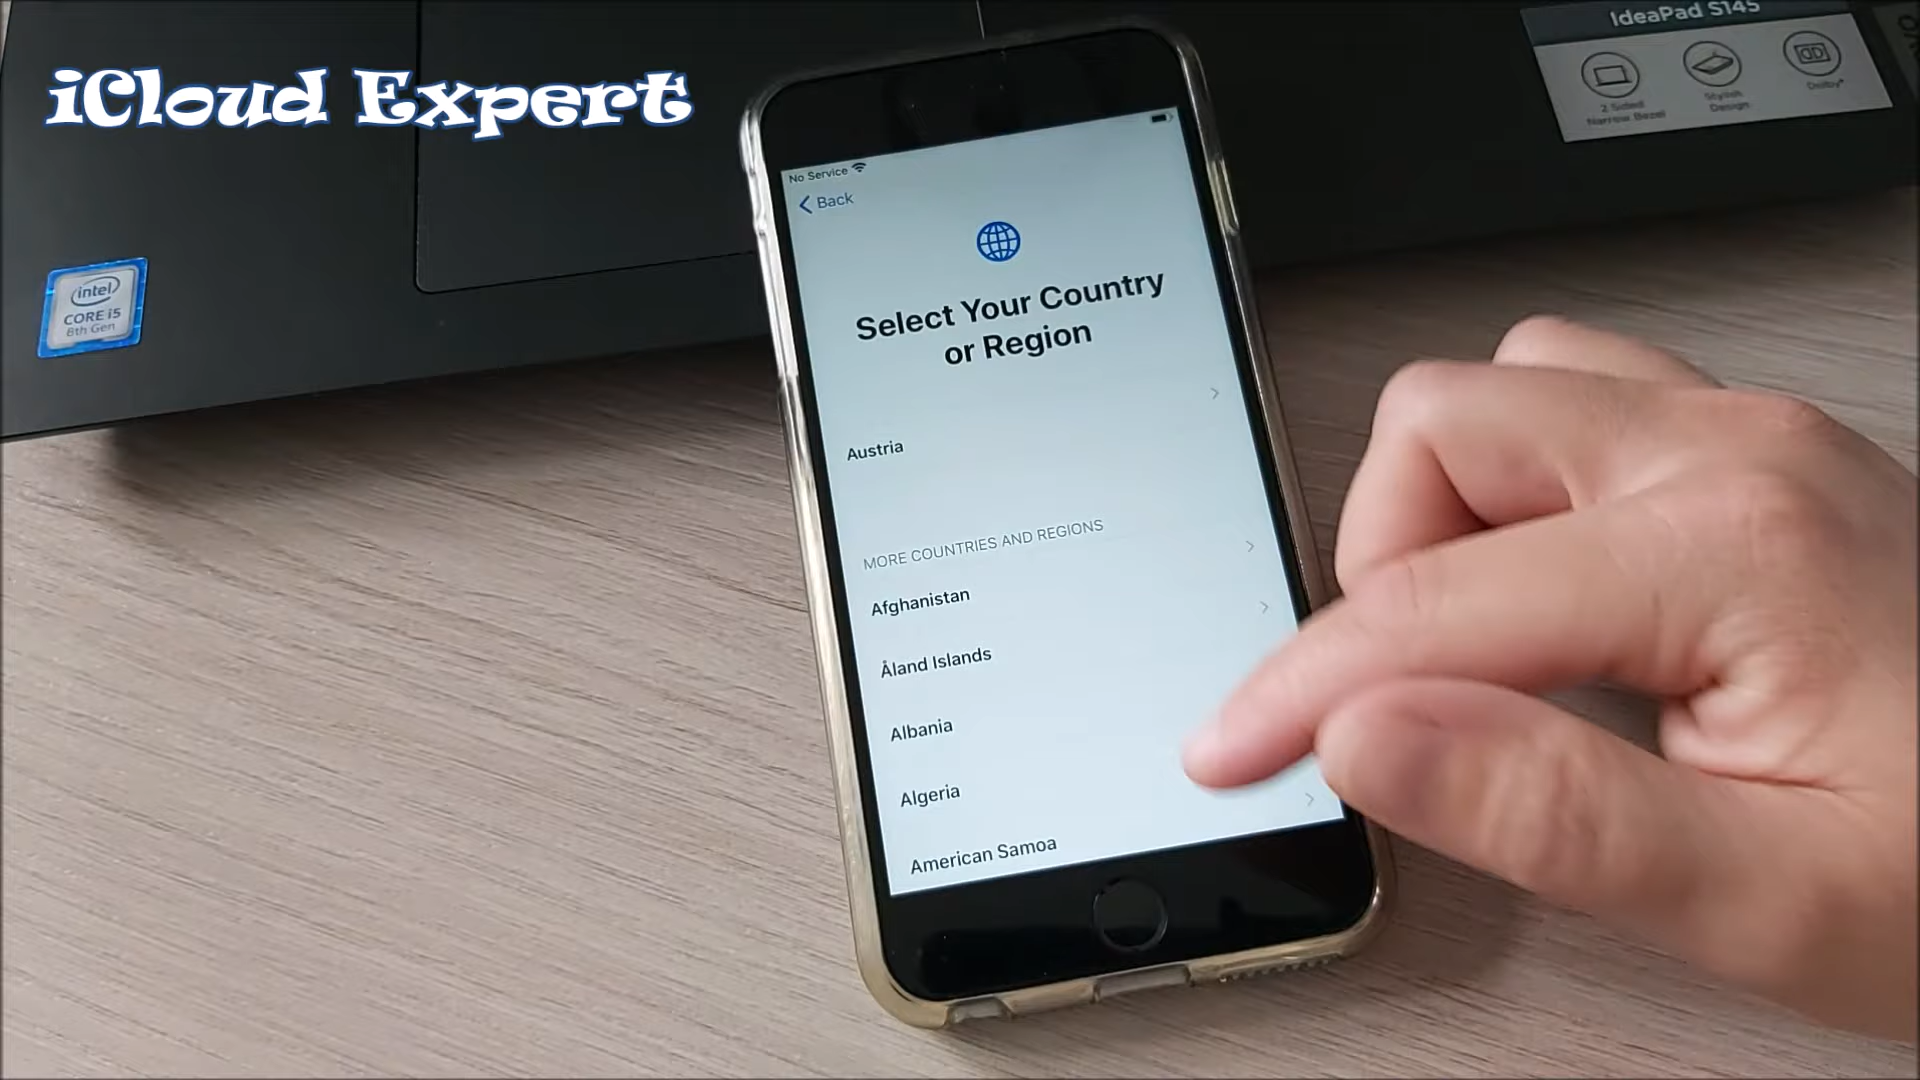 iCloud Expert
IdeaPad S145
2 Sided
Narrow Bezel
Stylish
Design
Dolby
intel
CORE i5
8th Gen
No Service
Back
Select Your Country
or Region
Austria
MORE COUNTRIES AND REGIONS
Afghanistan
Åland Islands
Albania
Algeria
American Samoa